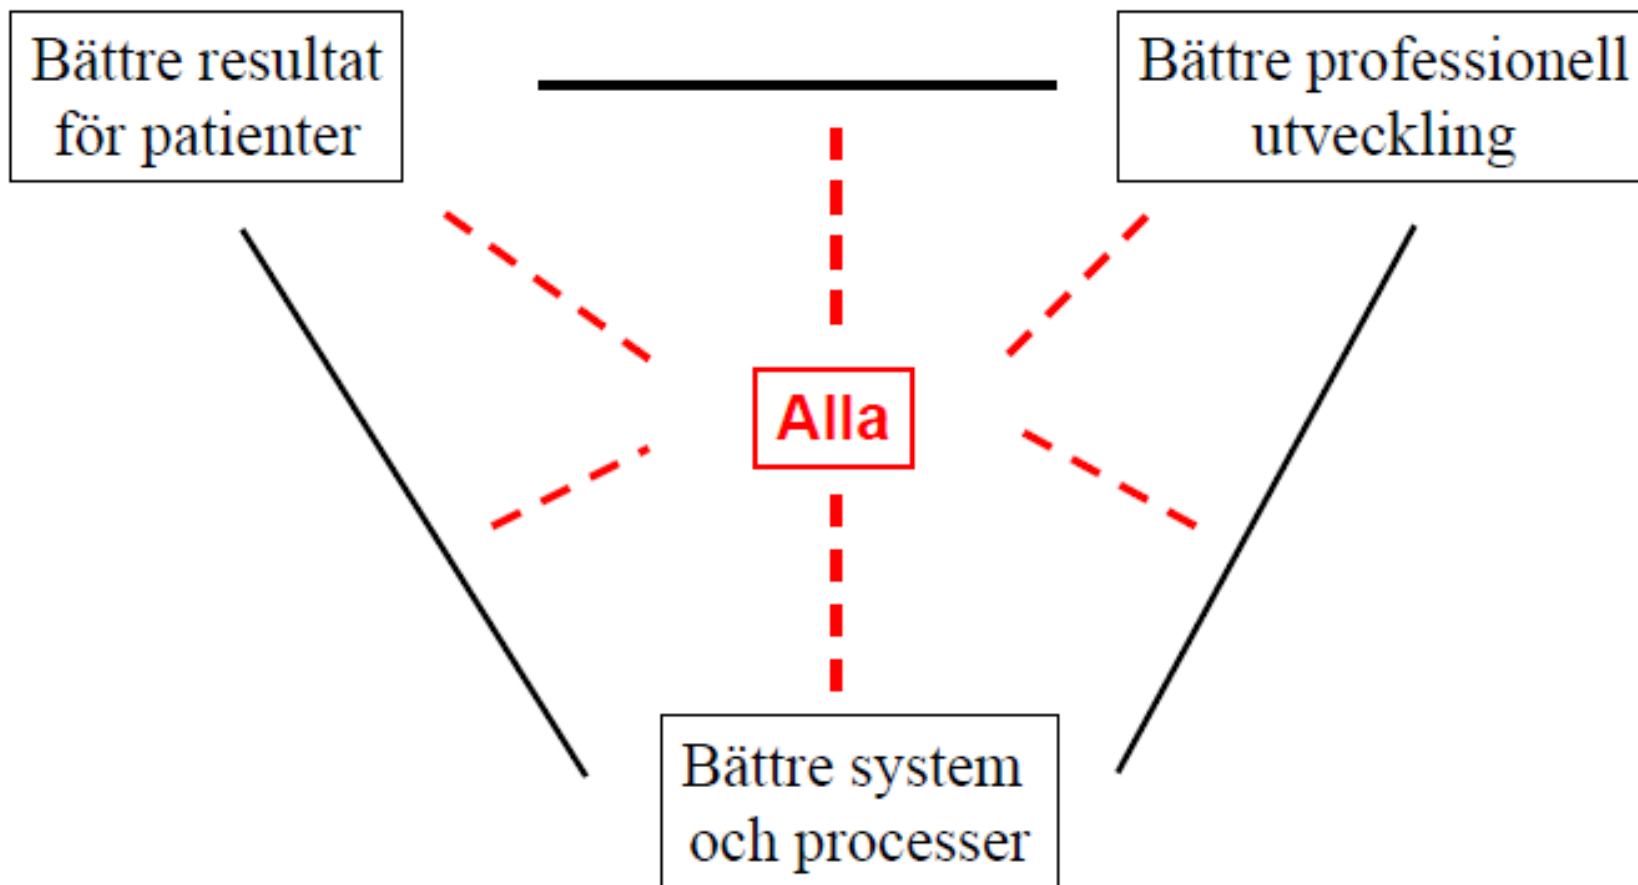 Bättre resultat
för patienter
Bättre professionell
utveckling
Alla
Bättre system
och processer